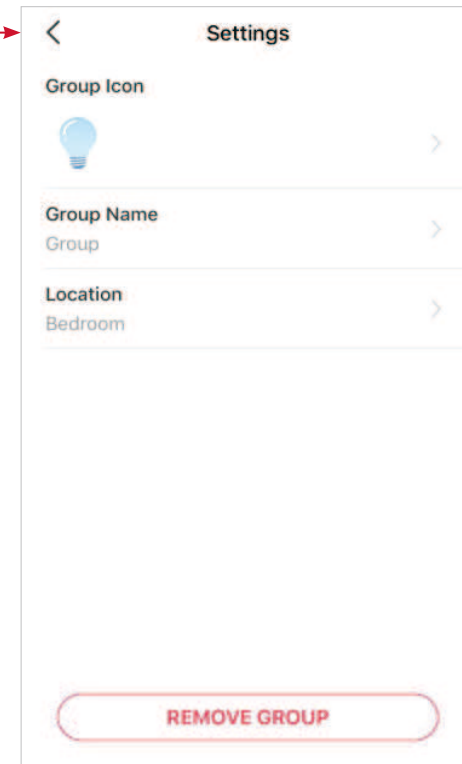 Settings
Group Icon
Group Name
Group
Location
Bedroom
REMOVE GROUP